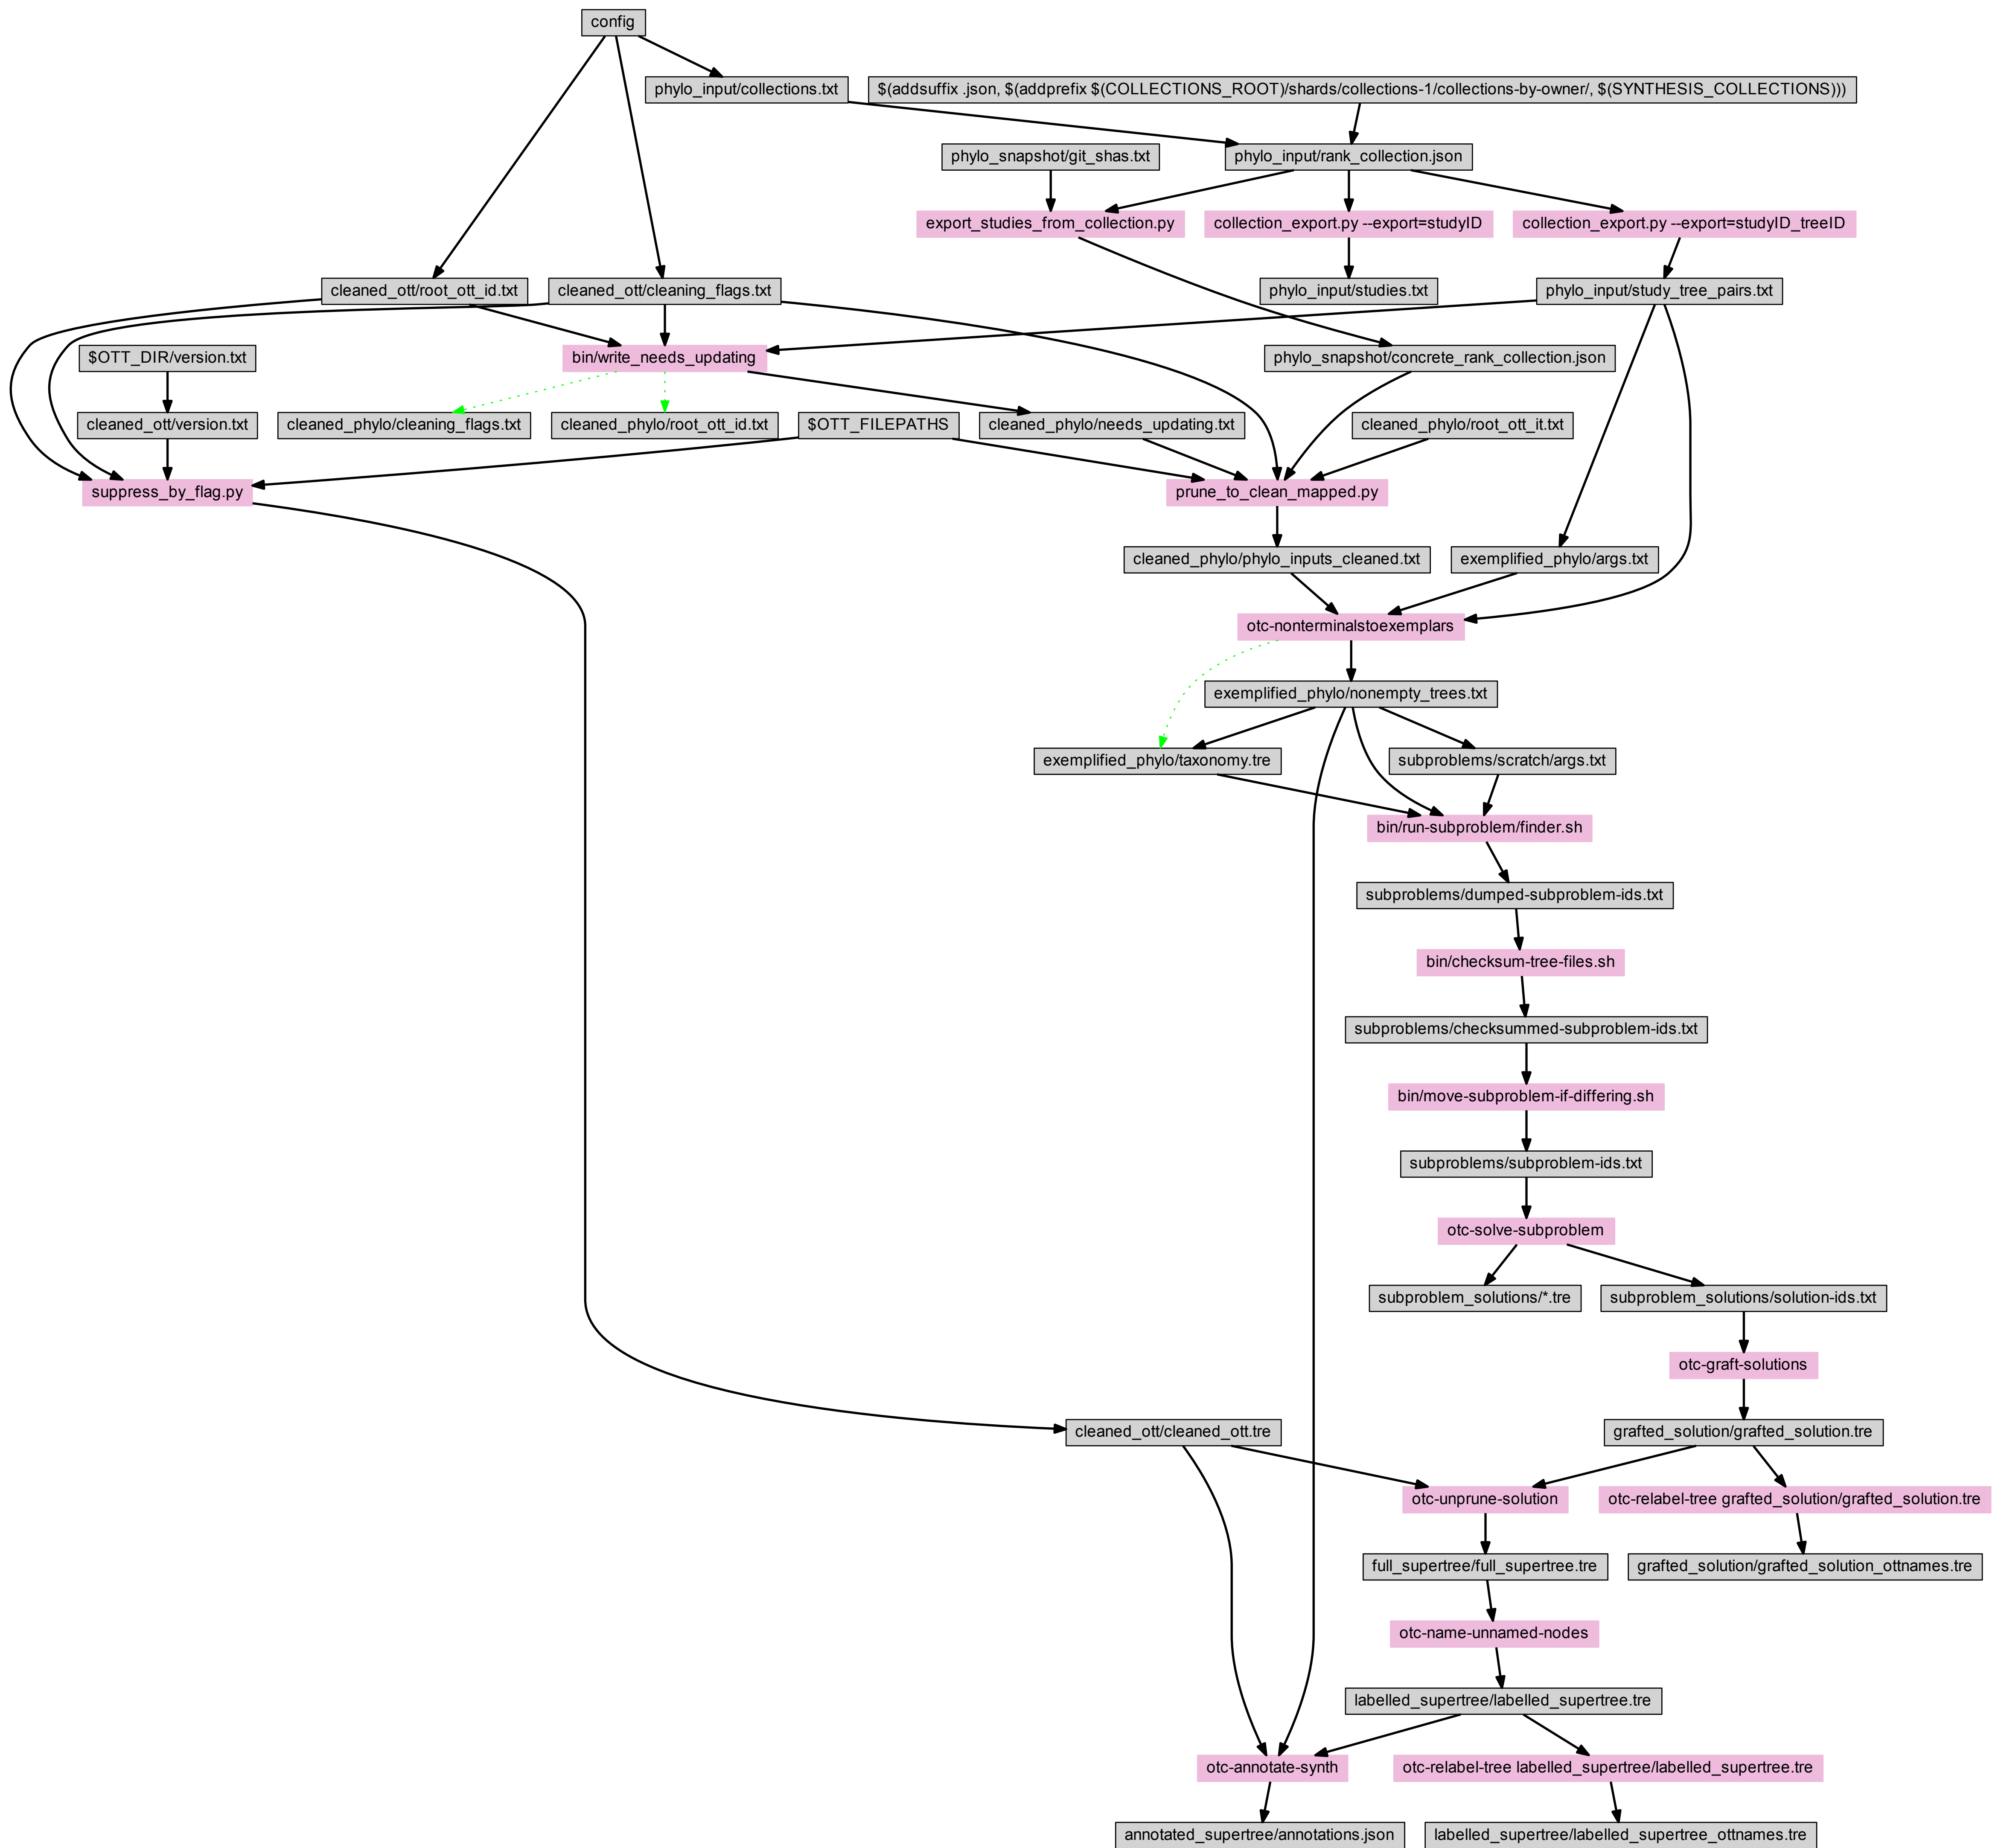 config
phylo_input/collections.txt
$(addsuffix .json, $(addprefix $(COLLECTIONS_ROOT)/shards/collections-1/collections-by-owner/, $(SYNTHESIS_COLLECTIONS)))
phylo_snapshot/git_shas.txt
phylo_input/rank_collection.json
export_studies_from_collection.py
collection_export.py --export=studyID
collection_export.py --export=studyID_treeID
cleaned_ott/root_ott_id.txt
cleaned_ott/cleaning_flags.txt
phylo_input/studies.txt
phylo_input/study_tree_pairs.txt
$OTT_DIR/version.txt
bin/write_needs_updating
phylo_snapshot/concrete_rank_collection.json
cleaned_ott/version.txt
cleaned_phylo/cleaning_flags.txt
cleaned_phylo/root_ott_id.txt
$OTT_FILEPATHS
cleaned_phylo/needs_updating.txt
cleaned_phylo/root_ott_it.txt
suppress_by_flag.py
prune_to_clean_mapped.py
cleaned_phylo/phylo_inputs_cleaned.txt
exemplified_phylo/args.txt
otc-nonterminalstoexemplars
exemplified_phylo/nonempty_trees.txt
exemplified_phylo/taxonomy.tre
subproblems/scratch/args.txt
bin/run-subproblem/finder.sh
subproblems/dumped-subproblem-ids.txt
bin/checksum-tree-files.sh
subproblems/checksummed-subproblem-ids.txt
bin/move-subproblem-if-differing.sh
subproblems/subproblem-ids.txt
otc-solve-subproblem
subproblem_solutions/*.tre
subproblem_solutions/solution-ids.txt
otc-graft-solutions
cleaned_ott/cleaned_ott.tre
grafted_solution/grafted_solution.tre
otc-unprune-solution
otc-relabel-tree grafted_solution/grafted_solution.tre
full_supertree/full_supertree.tre
grafted_solution/grafted_solution_ottnames.tre
otc-name-unnamed-nodes
labelled_supertree/labelled_supertree.tre
otc-annotate-synth
otc-relabel-tree labelled_supertree/labelled_supertree.tre
annotated_supertree/annotations.json
labelled_supertree/labelled_supertree_ottnames.tre